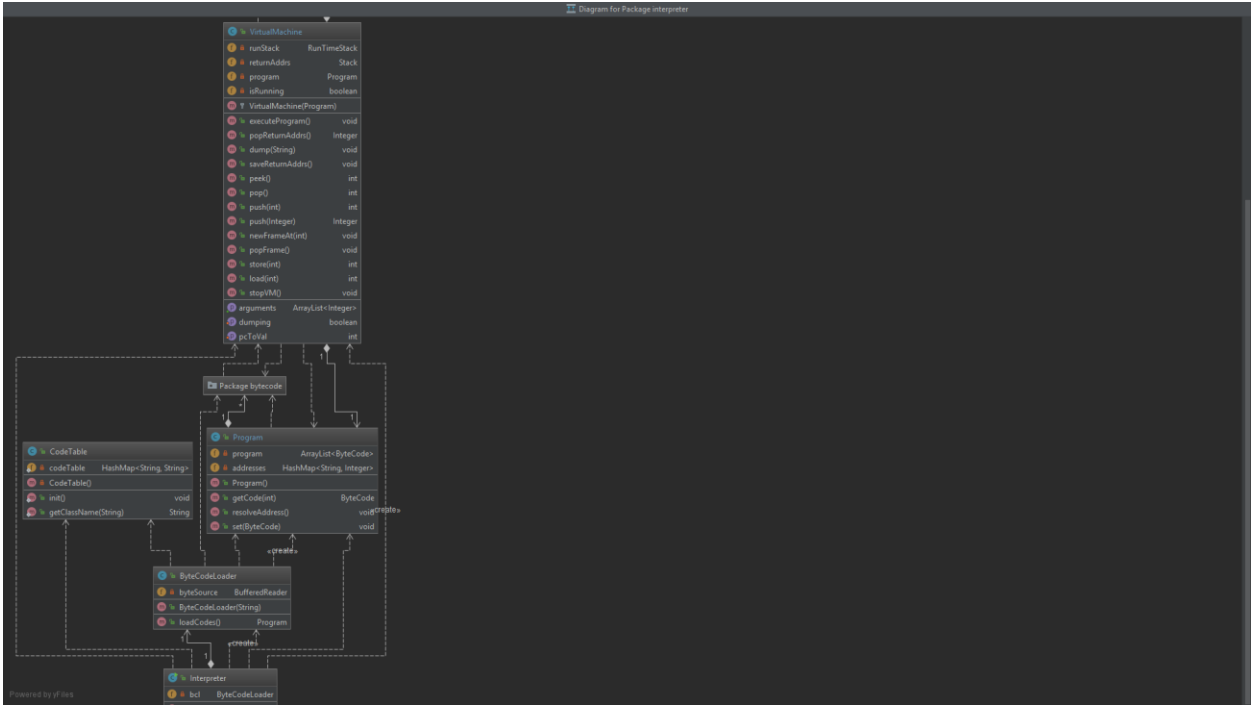 Diagram for Package interpreter
VirtualMachine
runStack RunTimeStack
returnAddrs Stack
program Program
isRunning boolean
VirtualMachine(Program)
executeProgram() void
popReturnAddrs() Integer
dump(String) void
saveReturnAddrs() void
peek() int
pop() int
push(int) int
push(Integer) Integer
newFrameAt(int) void
popFrame() void
store(int) int
load(int) int
stopVM() void
arguments ArrayList<Integer>
dumping boolean
pcToVal int
1
Package bytecode
1 * 1
Program
program ArrayList<ByteCode>
addresses HashMap<String, Integer>
Program()
getCode(int) ByteCode
resolveAddress() void
set(ByteCode) void
«create»
CodeTable
codeTable HashMap<String, String>
CodeTable()
init() void
getClassName(String) String
«create»
ByteCodeLoader
byteSource BufferedReader
ByteCodeLoader(String)
loadCodes() Program
1
«create»
1
Interpreter
bcl ByteCodeLoader
Powered by yFiles